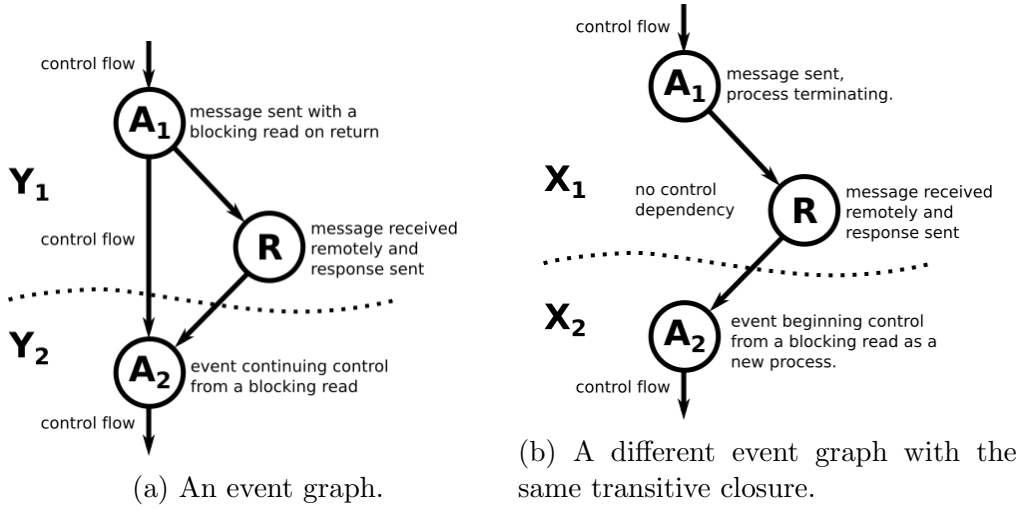 control flow
A1
message sent with a
blocking read on return
Y1
control flow
R
message received
remotely and
response sent
Y2
A2
event continuing control
from a blocking read
control flow
(a) An event graph.
control flow
A1
message sent,
process terminating.
X1
no control
dependency
R
message received
remotely and
response sent
X2
A2
event beginning control
from a blocking read as a
new process.
control flow
(b) A different event graph with the
same transitive closure.